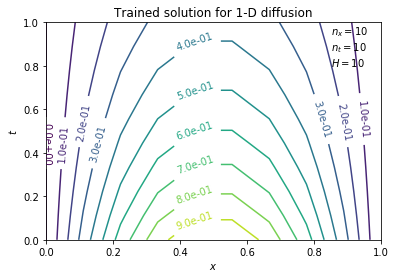 Trained solution for 1-D diffusion
n_x = 10
n_t = 10
H = 10
1.0
0.8
0.6
0.4
0.2
0.0
t
4.0e-01
5.0e-01
6.0e-01
7.0e-01
8.0e-01
9.0e-01
1.0e-01
2.0e-01
3.0e-01
3.0e-01
2.0e-01
1.0e-01
0.0 0.2 0.4 0.6 0.8 1.0
x